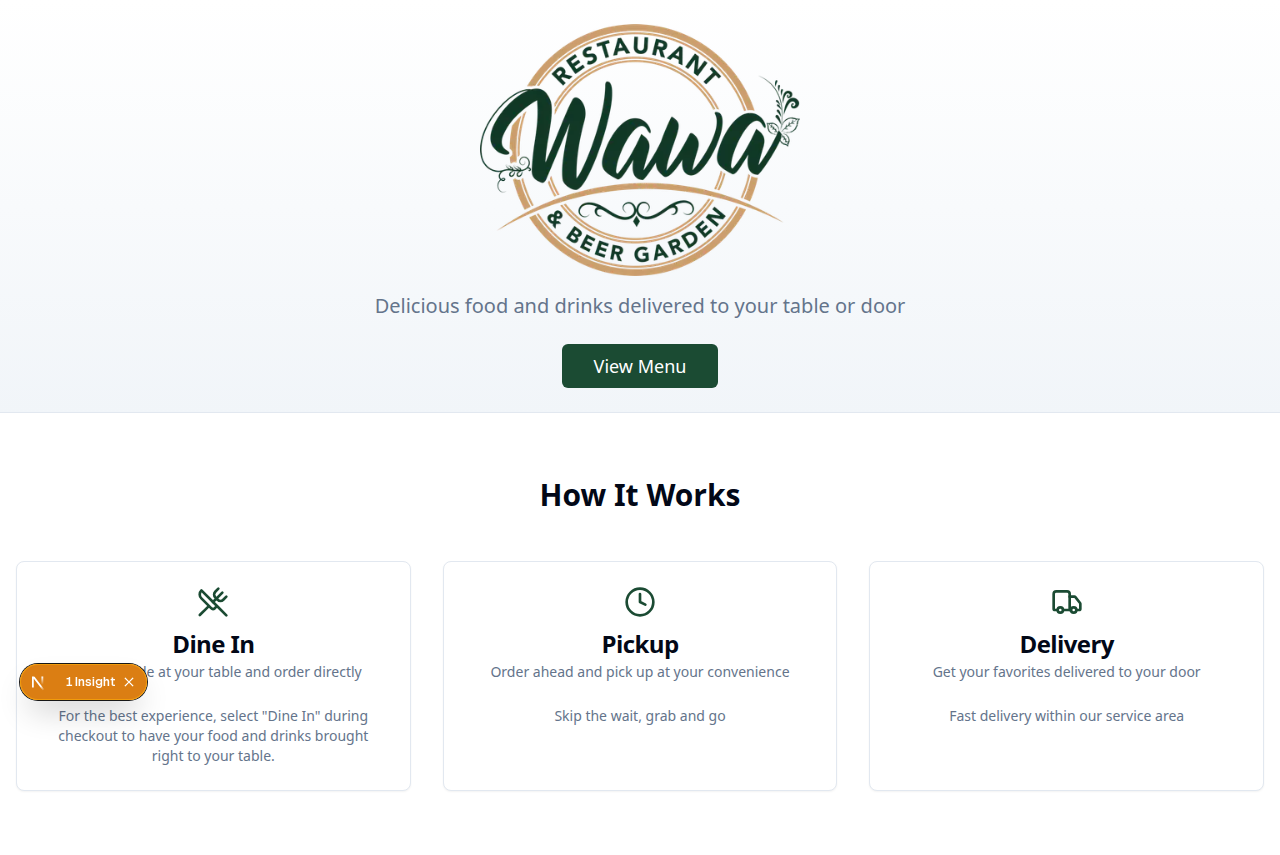 RESTAURANT
Wawa
& BEER GARDEN
Delicious food and drinks delivered to your table or door
View Menu
How It Works
Dine In
Pickup
Delivery
at your table and order directly
Order ahead and pick up at your convenience
Get your favorites delivered to your door
1 Insight
For the best experience, select "Dine In" during
checkout to have your food and drinks brought
right to your table.
Skip the wait, grab and go
Fast delivery within our service area